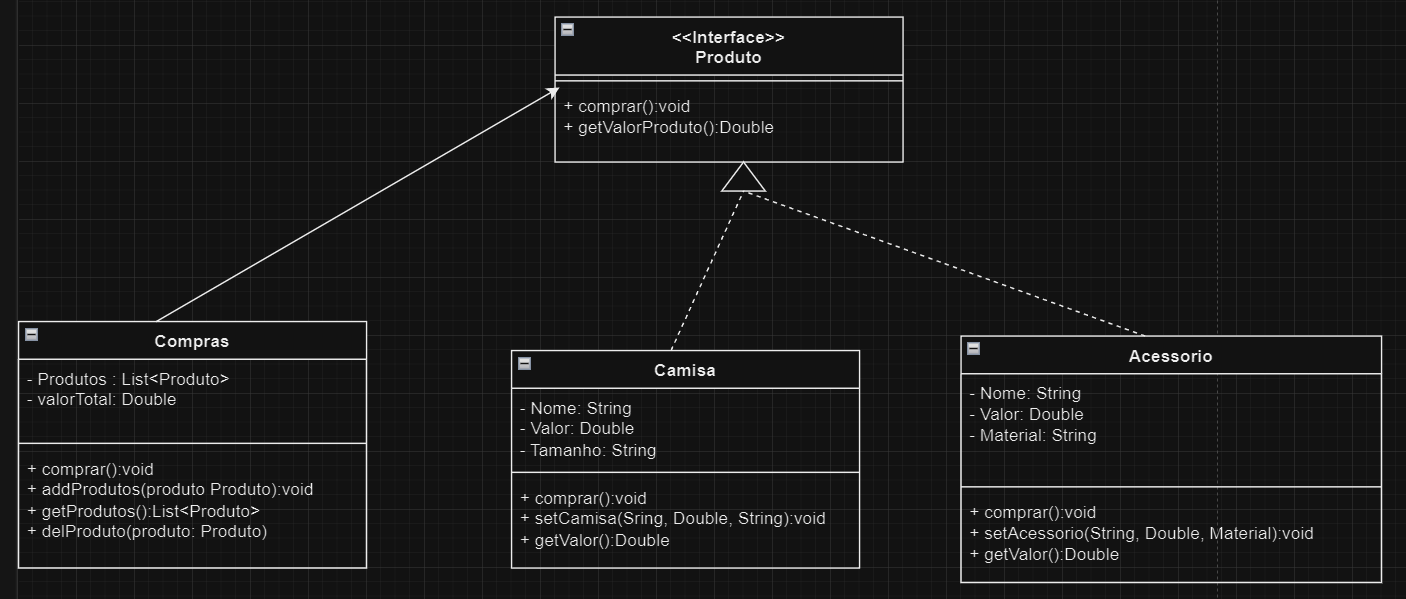 <<Interface>>
Produto
+ comprar():void
+ getValorProduto():Double
Compras
- Produtos : List<Produto>
- valorTotal: Double
+ comprar():void
+ addProdutos(produto Produto):void
+ getProdutos():List<Produto>
+ delProduto(produto: Produto)
Camisa
- Nome: String
- Valor: Double
- Tamanho: String
+ comprar():void
+ setCamisa(Sring, Double, String):void
+ getValor():Double
Acessorio
- Nome: String
- Valor: Double
- Material: String
+ comprar():void
+ setAcessorio(String, Double, Material):void
+ getValor():Double